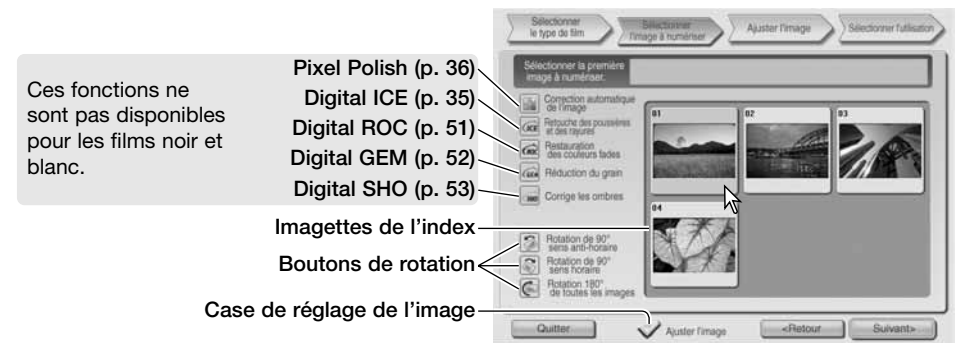 Ces fonctions ne
sont pas disponibles
pour les films noir et
blanc.
Pixel Polish (p. 36)
Digital ICE (p. 35)
Digital ROC (p. 51)
Digital GEM (p. 52)
Digital SHO (p. 53)
Imagettes de l’index
Boutons de rotation
Case de réglage de l’image
Sélectionner
le type de film
Sélectionner
l'image à numériser
Ajuster l'image
Sélectionner l'utilisation
Sélectionner la première
image à numériser.
Correction automatique
de l'image
ICE
Retouche des poussières
et des rayures
ROC
Restauration
des couleurs fades
GEM
Réduction du grain
SHO
Corrige les ombres
Rotation de 90°
sens anti-horaire
Rotation de 90°
sens horaire
Rotation 180°
de toutes les images
01
02
03
04
Quitter
Ajuster l'image
<Retour
Suivant>